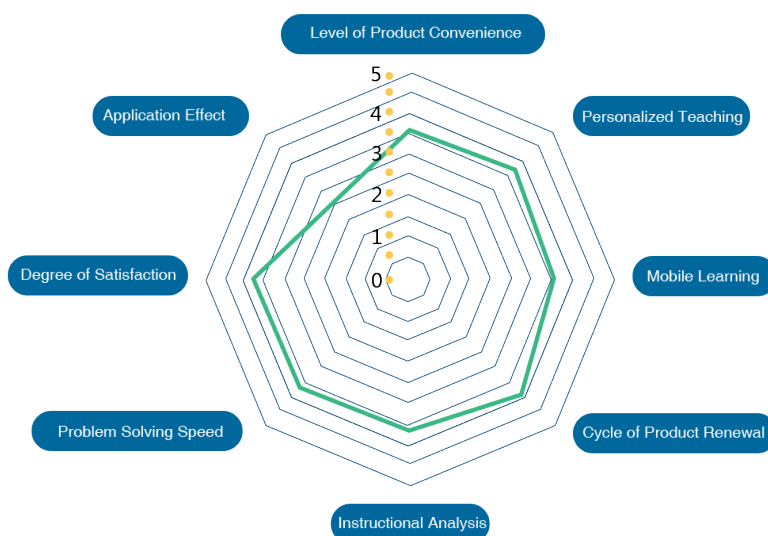 Level of Product Convenience
Application Effect
Personalized Teaching
5
4
3
2
1
0
Degree of Satisfaction
Mobile Learning
Problem Solving Speed
Cycle of Product Renewal
Instructional Analysis